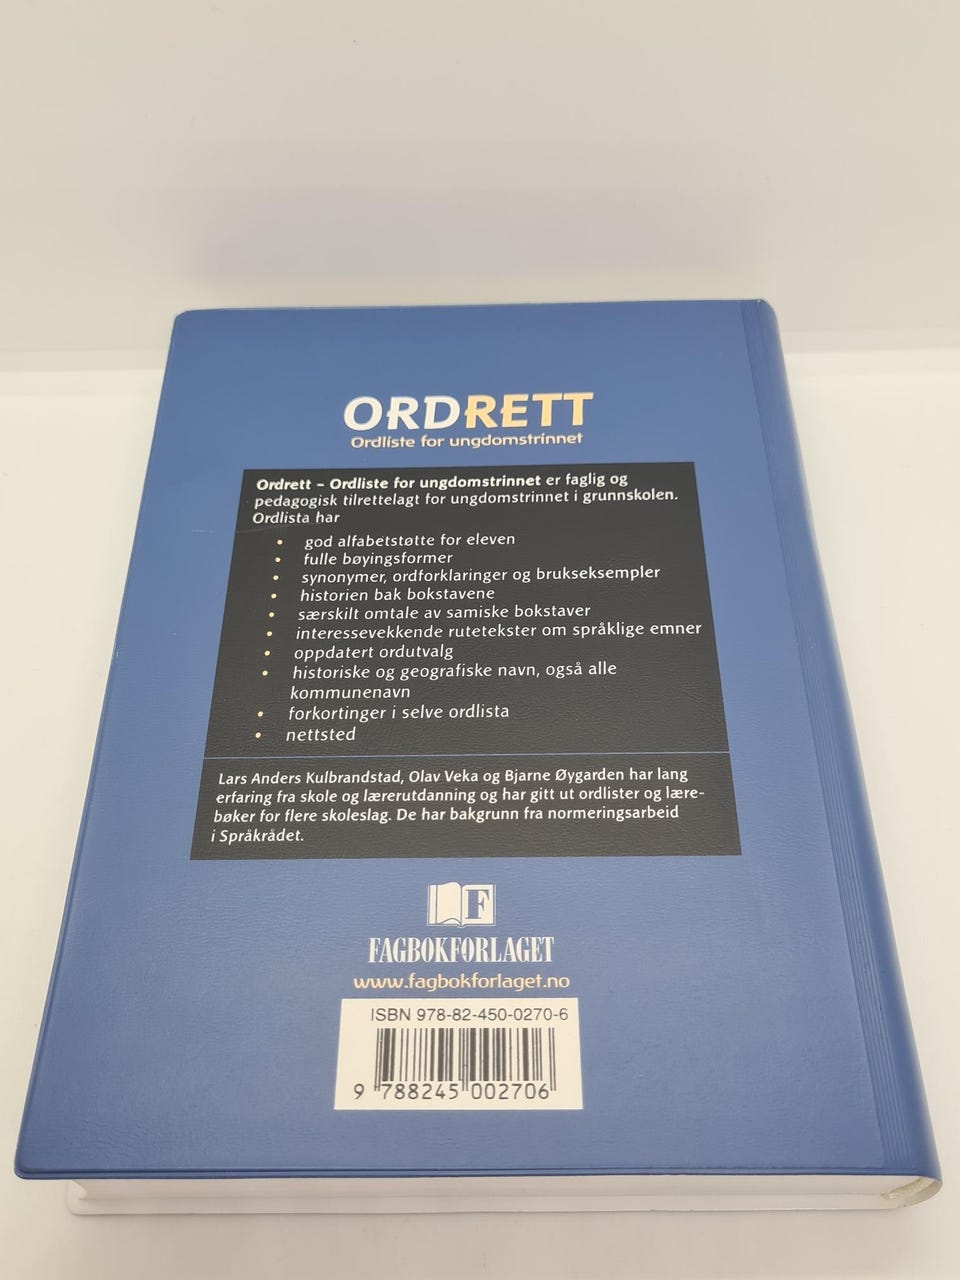 ORDRETT
Ordliste for ungdomstrinnet
Ordrett – Ordliste for ungdomstrinnet er faglig og
pedagogisk tilrettelagt for ungdomstrinnet i grunnskolen.
Ordlista har
• god alfabetstøtte for eleven
• fulle bøyingsformer
• synonymer, ordforklaringer og brukseksempler
• historien bak bokstavene
• særskilt omtale av samiske bokstaver
• interessevekkende rutetekster om språklige emner
• oppdatert ordutvalg
• historiske og geografiske navn, også alle
kommunenavn
• forkortinger i selve ordlista
• nettsted
Lars Anders Kulbrandstad, Olav Veka og Bjarne Øygarden har lang
erfaring fra skole og lærerutdanning og har gitt ut ordlister og lære-
bøker for flere skoleslag. De har bakgrunn fra normeringsarbeid
i Språkrådet.
F
FAGBOKFORLAGET
www.fagbokforlaget.no
ISBN 978-82-450-0270-6
9 788245 002706